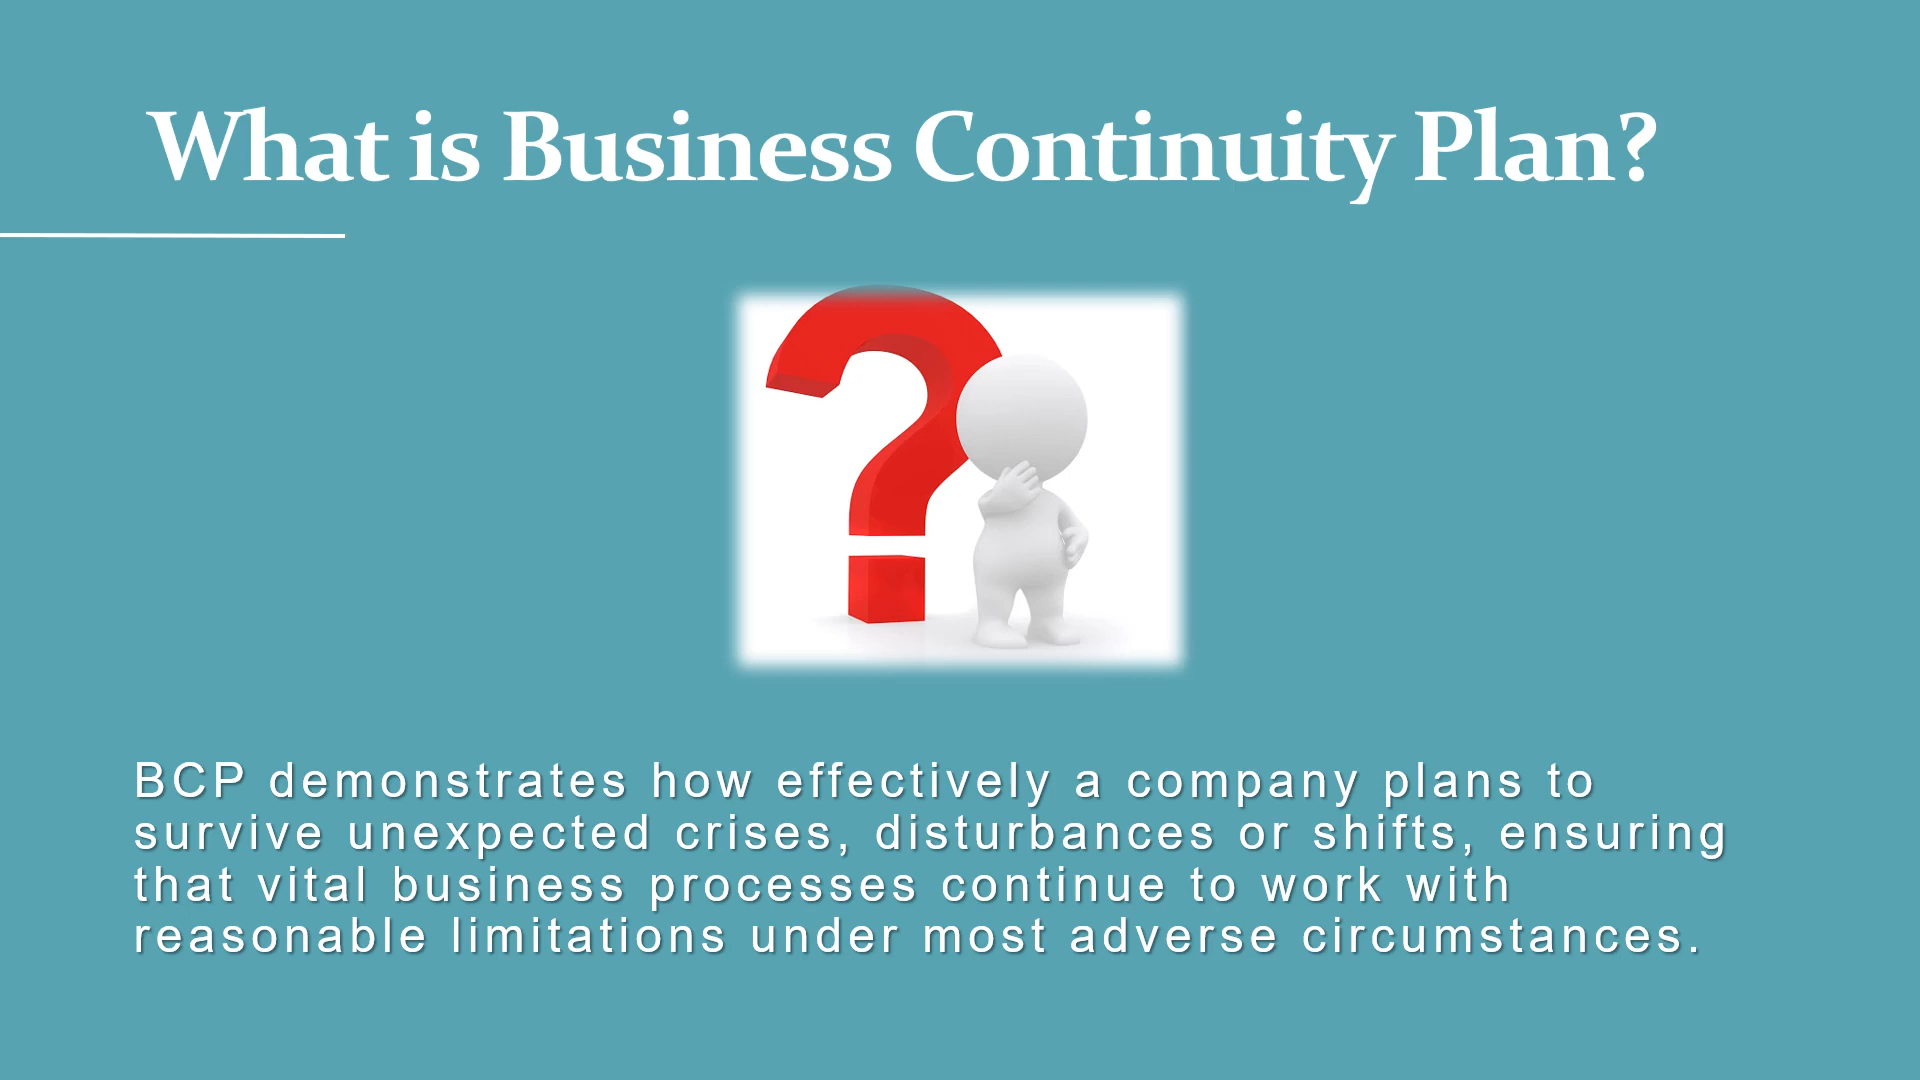 What is Business Continuity Plan?
BCP demonstrates how effectively a company plans to
survive unexpected crises, disturbances or shifts, ensuring
that vital business processes continue to work with
reasonable limitations under most adverse circumstances.